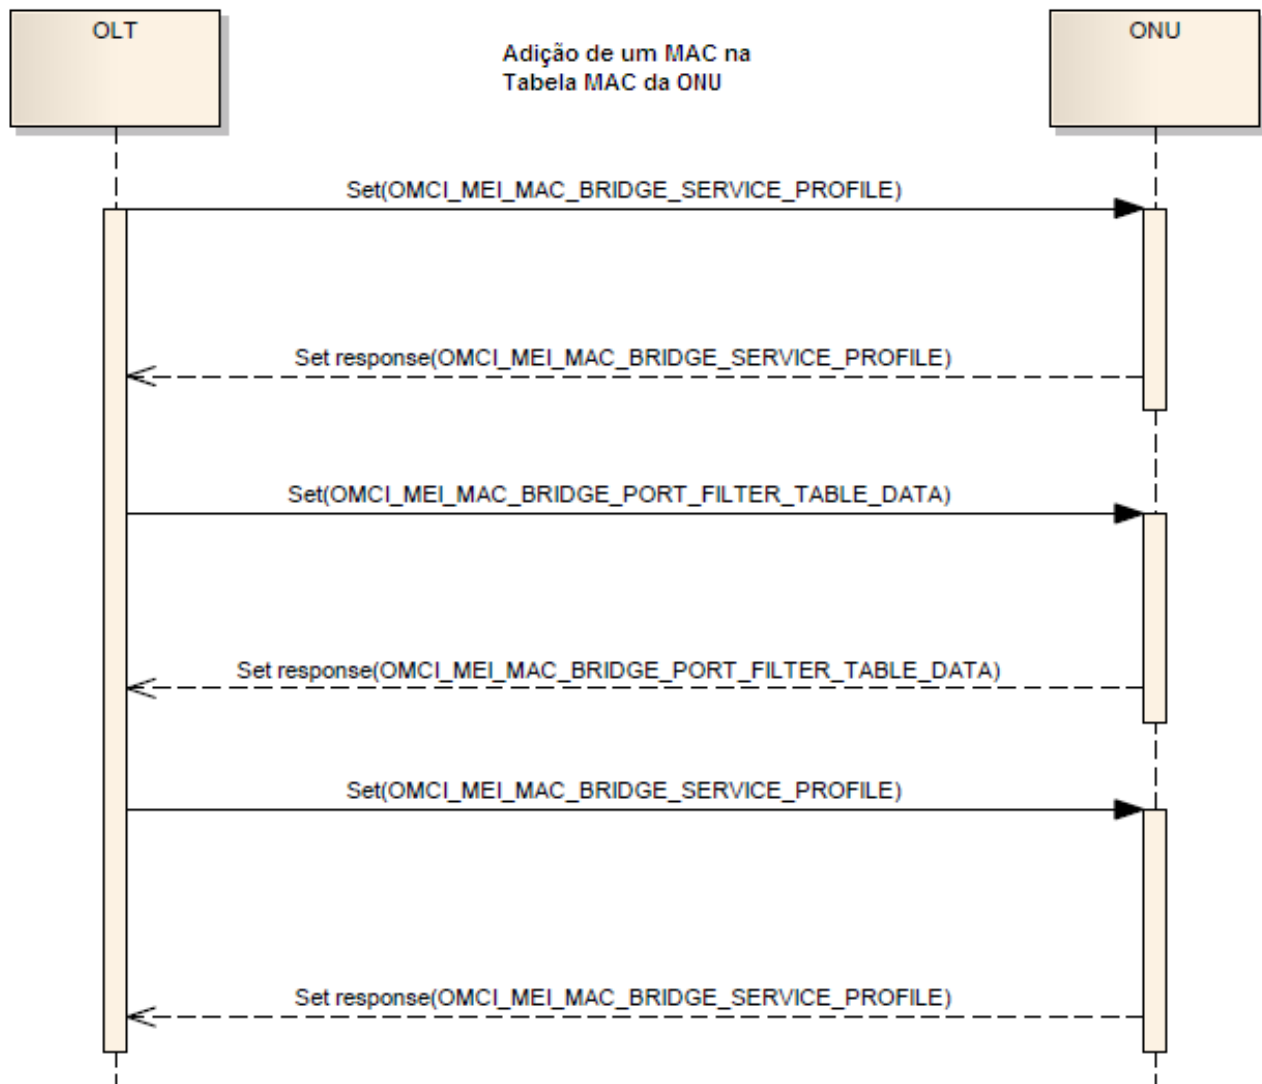 OLT
Adição de um MAC na
Tabela MAC da ONU
ONU
Set(OMCI_MEI_MAC_BRIDGE_SERVICE_PROFILE)
Set response(OMCI_MEI_MAC_BRIDGE_SERVICE_PROFILE)
Set(OMCI_MEI_MAC_BRIDGE_PORT_FILTER_TABLE_DATA)
Set response(OMCI_MEI_MAC_BRIDGE_PORT_FILTER_TABLE_DATA)
Set(OMCI_MEI_MAC_BRIDGE_SERVICE_PROFILE)
Set response(OMCI_MEI_MAC_BRIDGE_SERVICE_PROFILE)